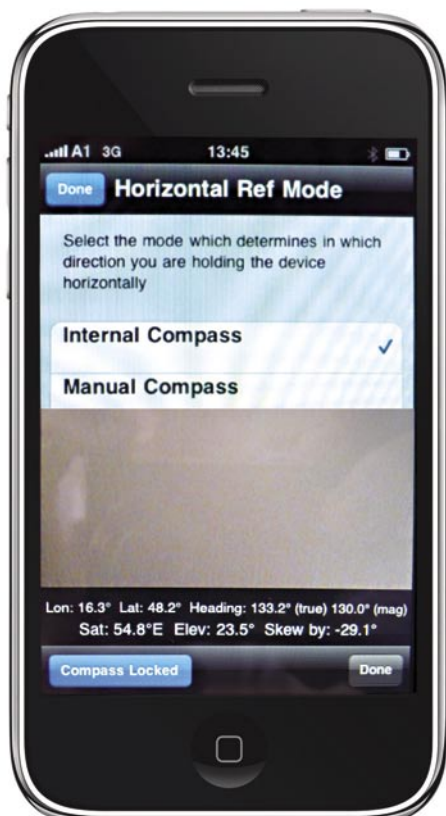 A1 3G 13:45
Done Horizontal Ref Mode
Select the mode which determines in which
direction you are holding the device
horizontally
Internal Compass
Manual Compass
Lon: 16.3° Lat: 48.2° Heading: 133.2° (true) 130.0° (mag)
Sat: 54.8°E Elev: 23.5° Skew by: -29.1°
Compass Locked Done